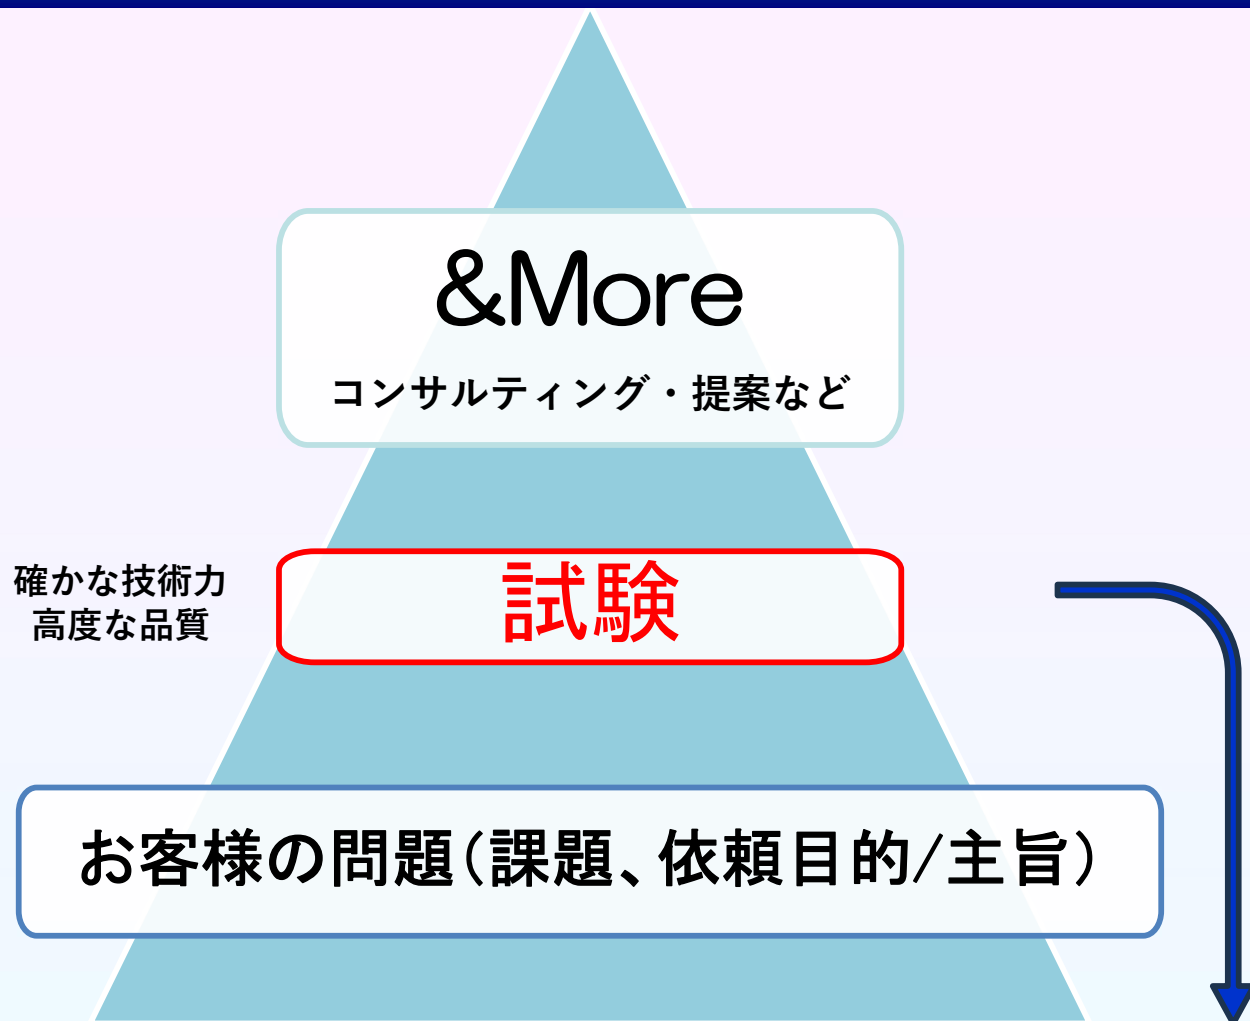 &More
コンサルティング・提案など
確かな技術力
高度な品質
試験
お客様の問題(課題、依頼目的/主旨)